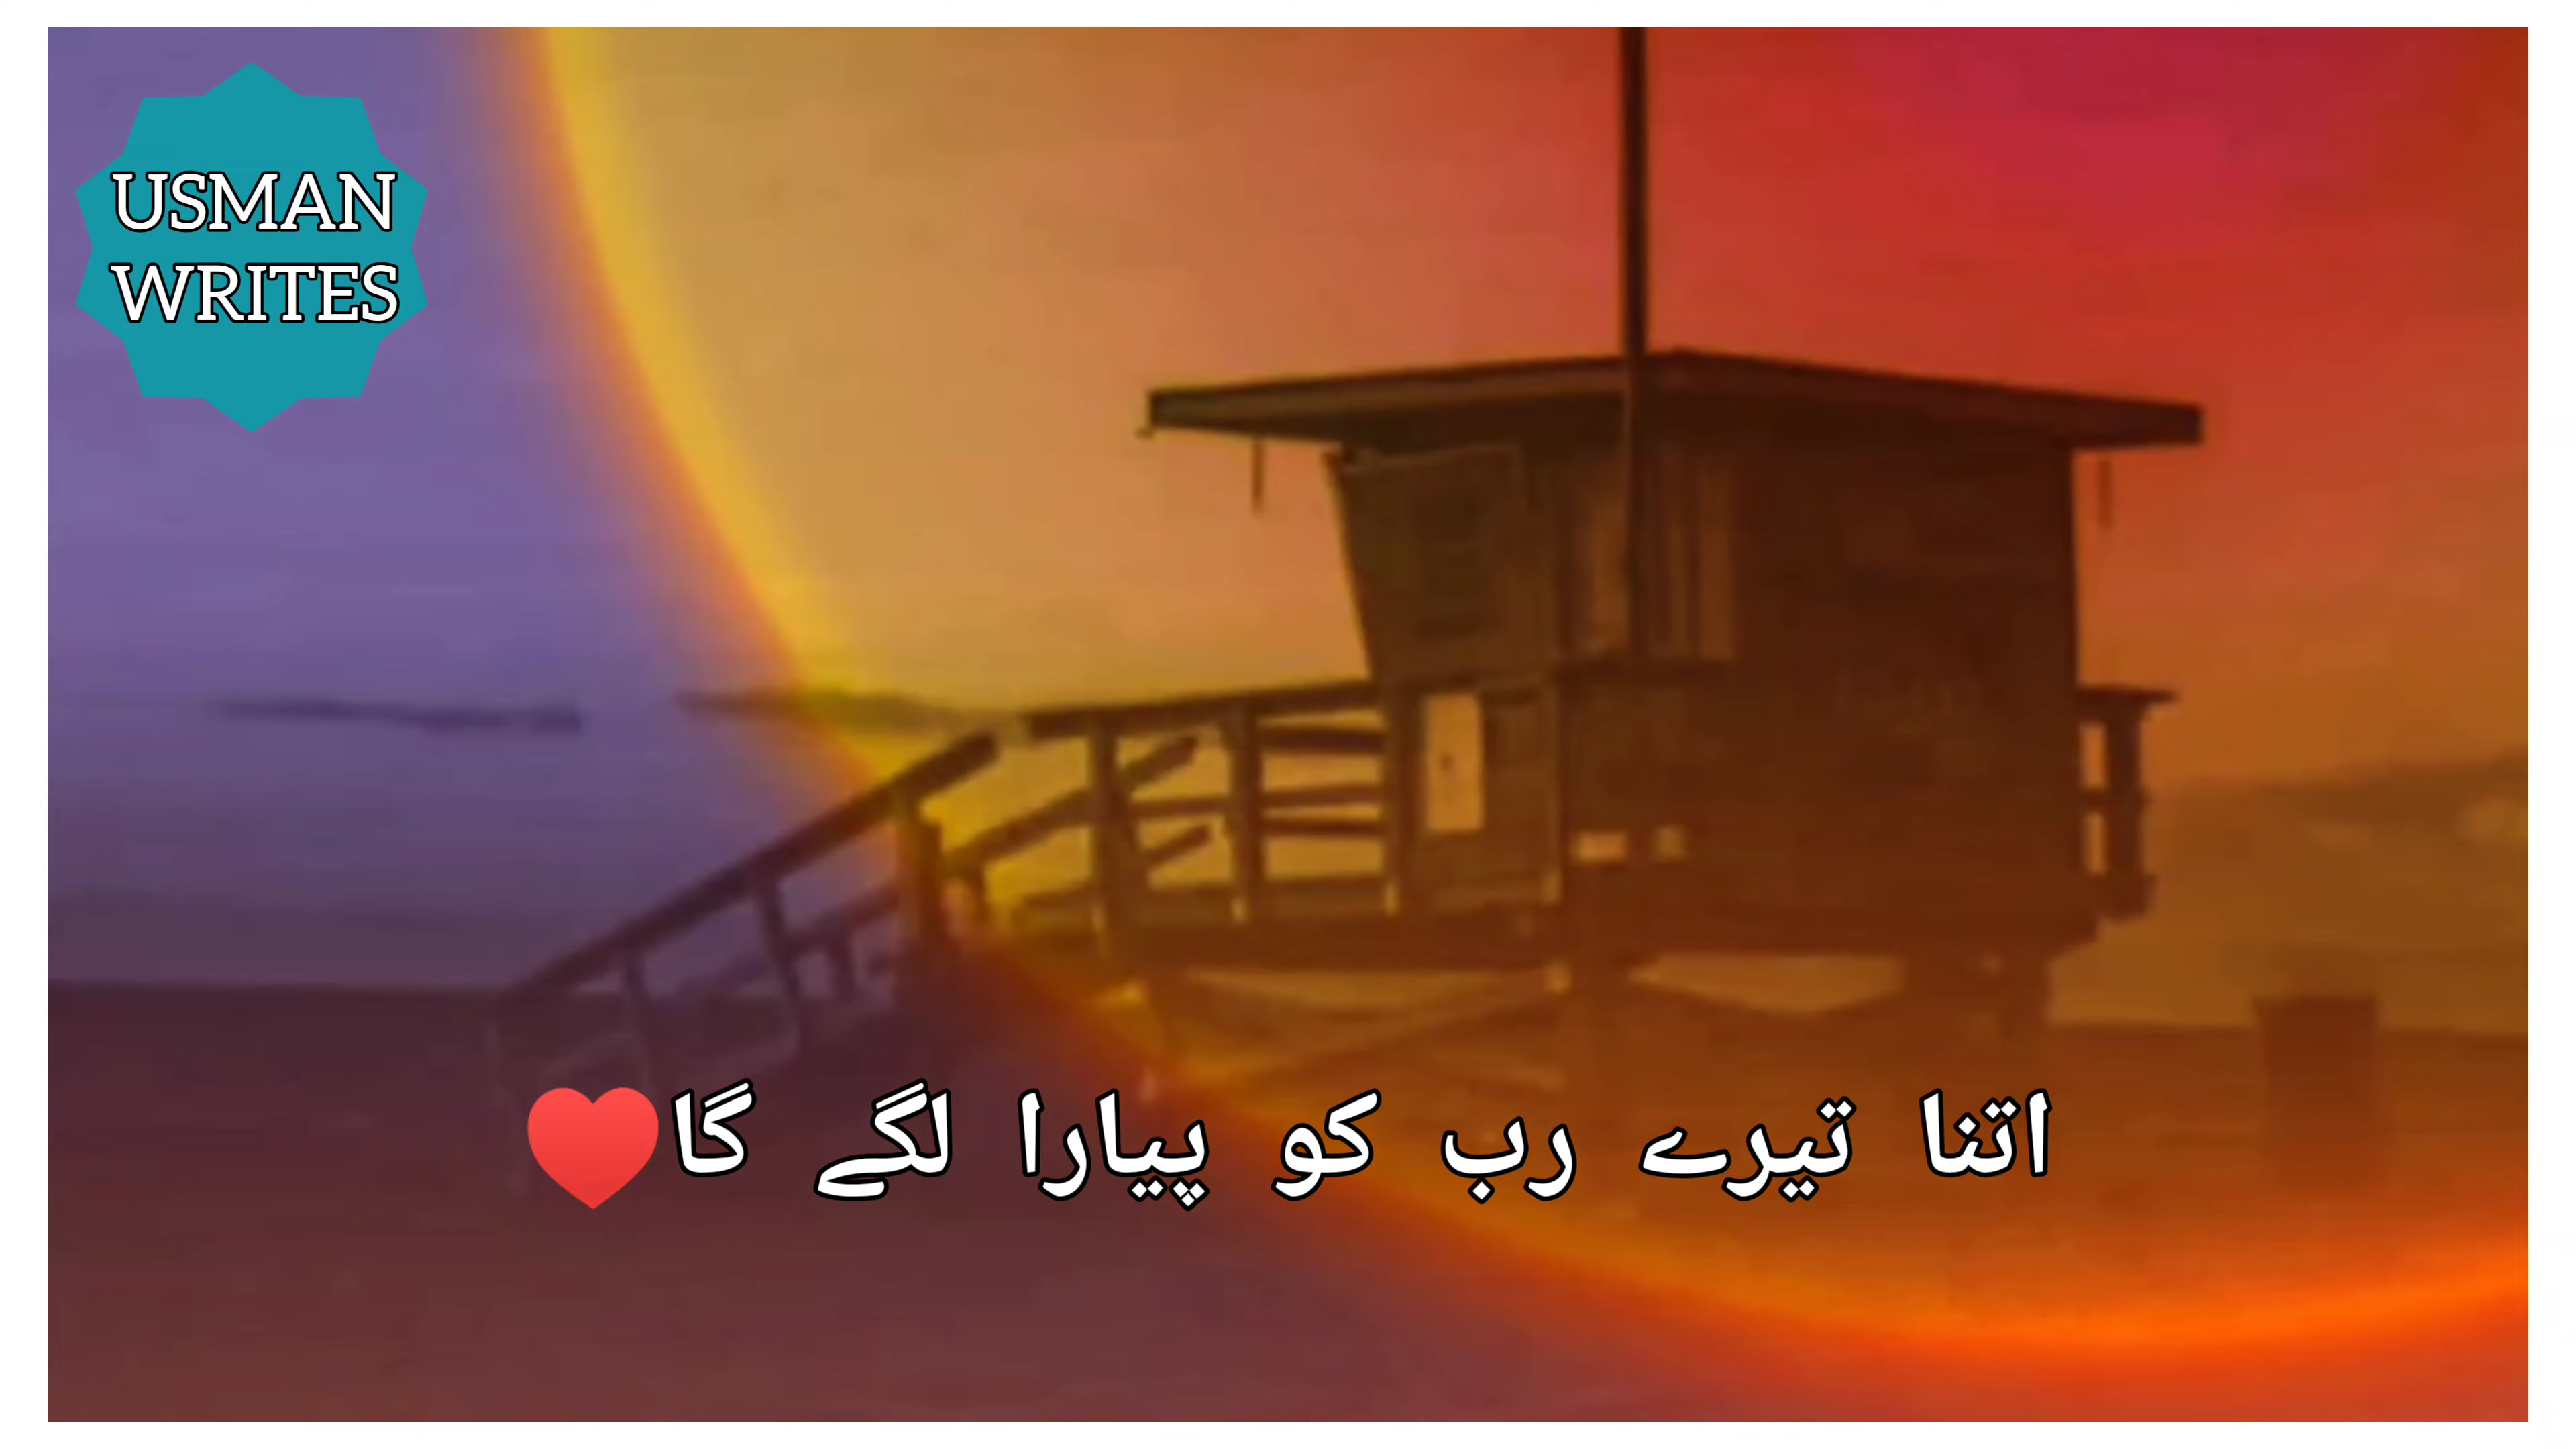 USMAN
WRITES
اتنا تیرے رب کو پیارا لگے گا❤️